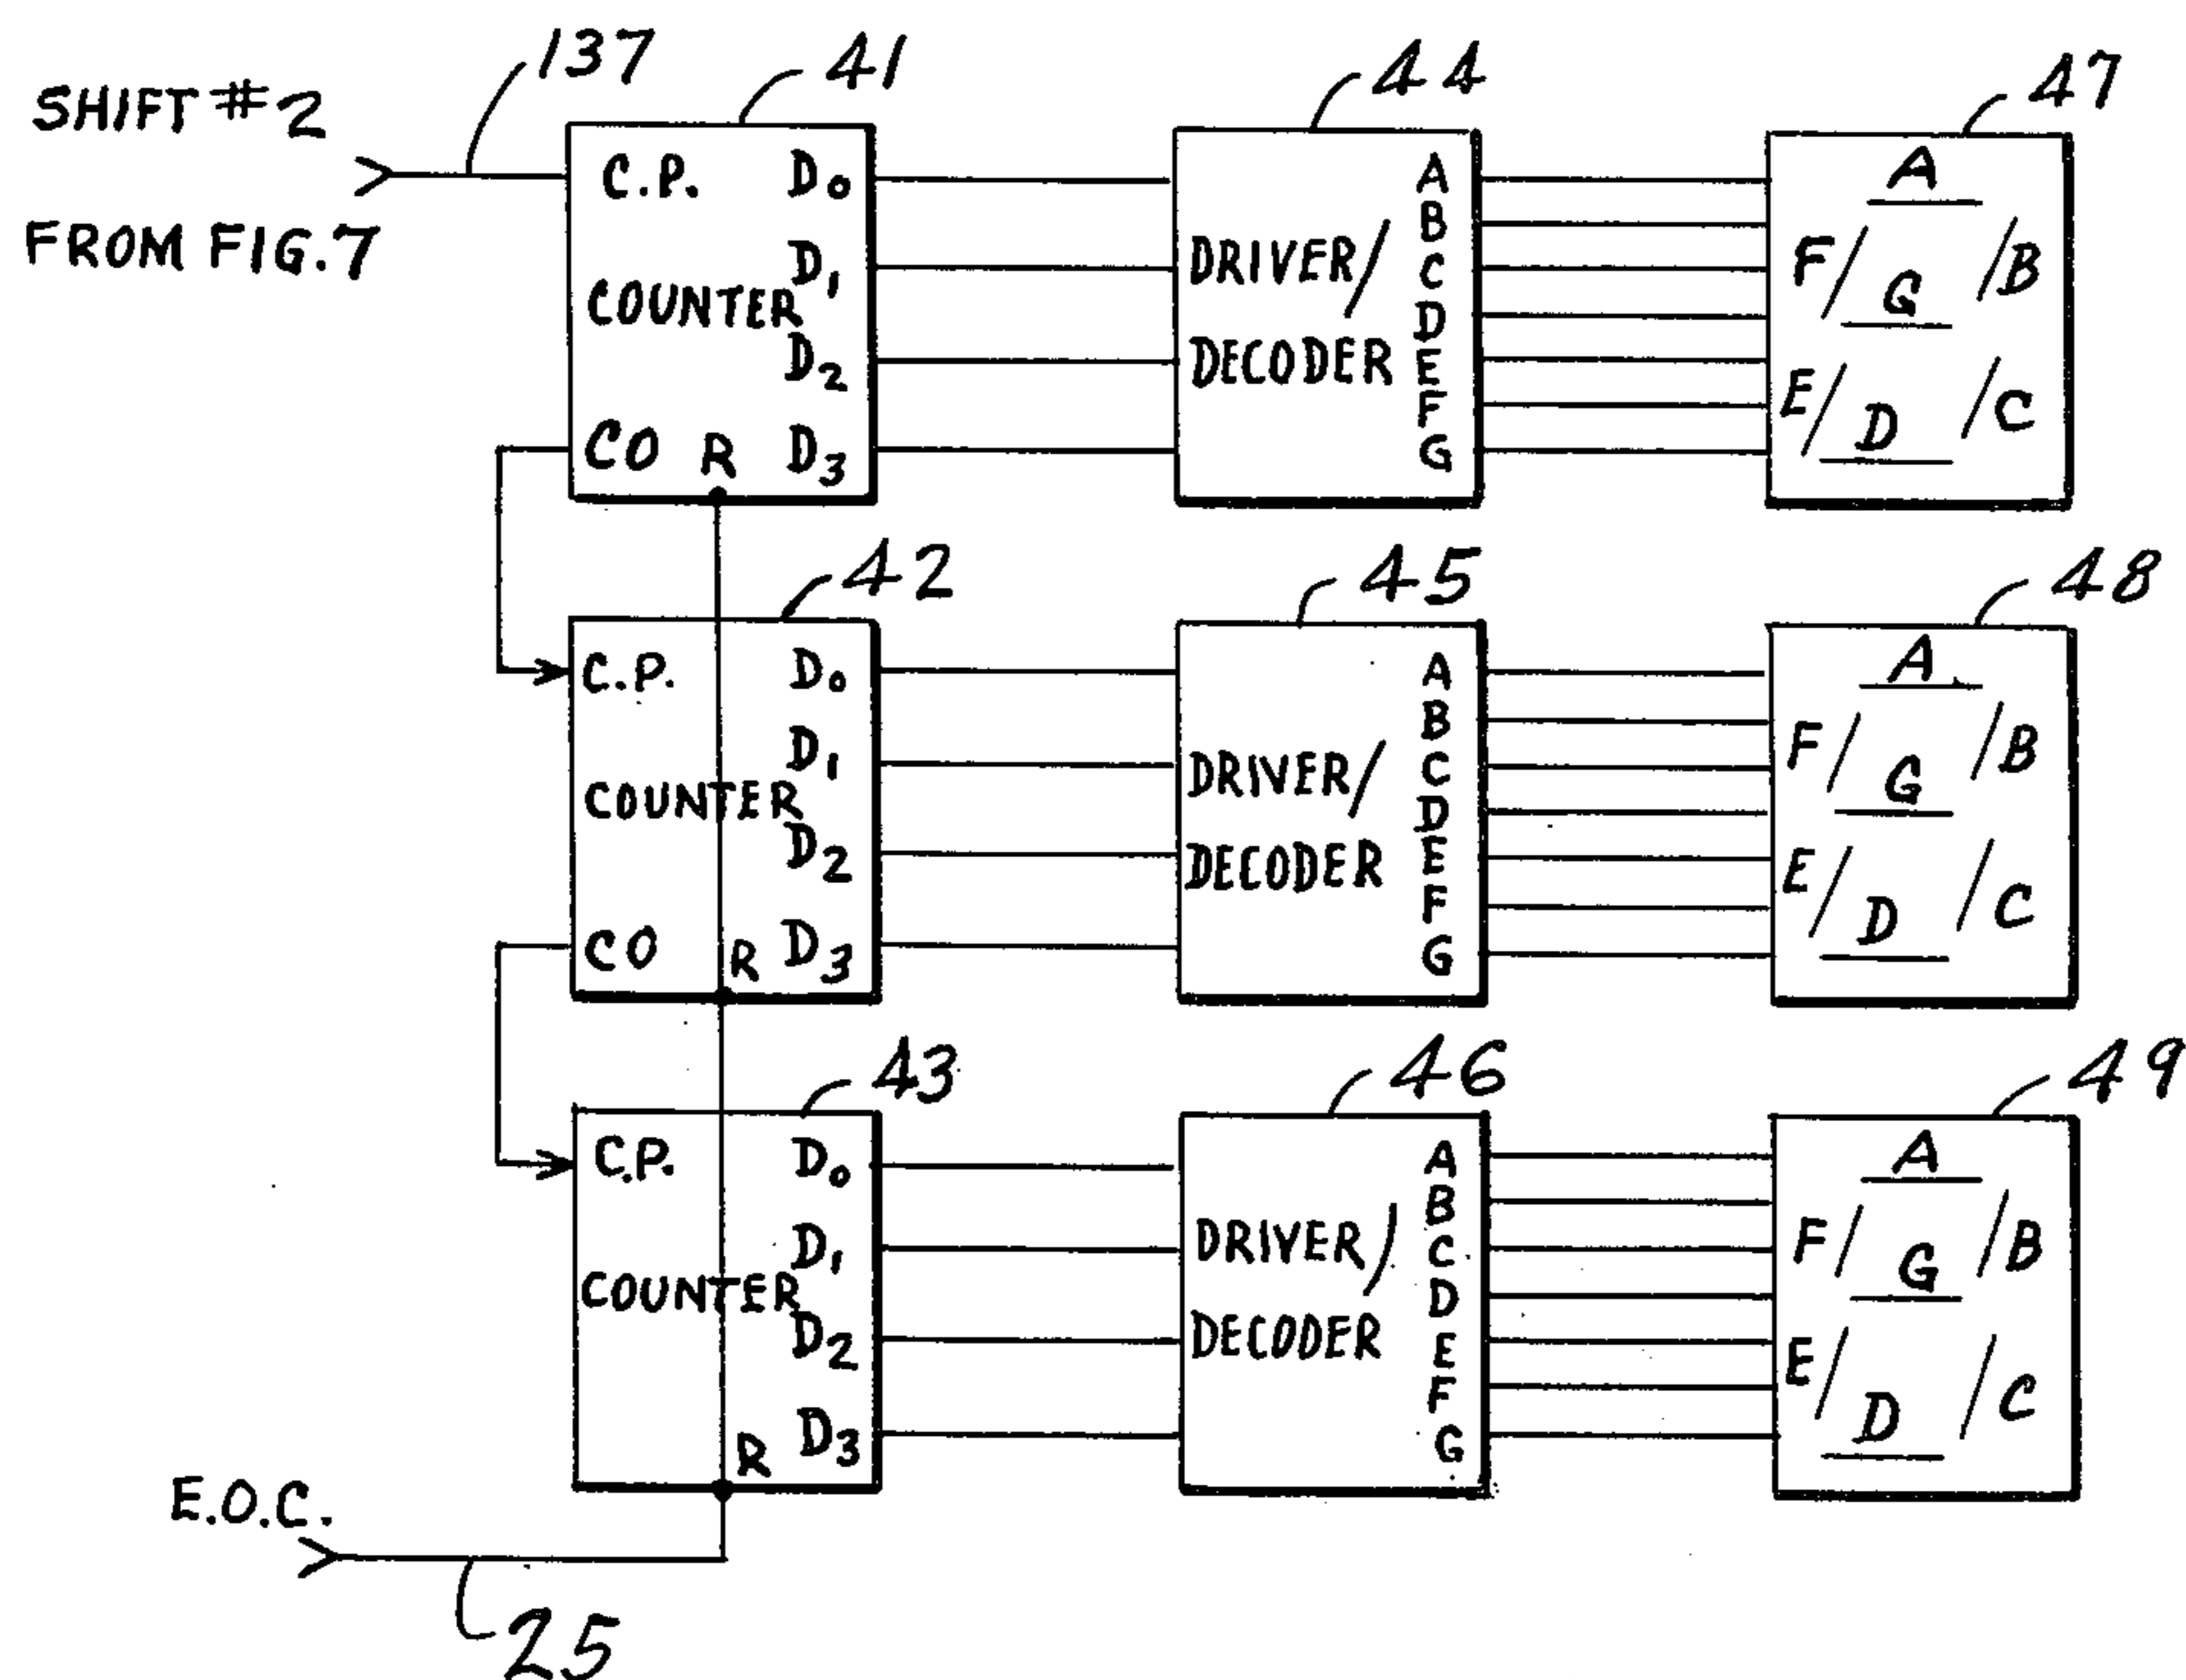 137
41
44
47
SHIFT #2
FROM FIG.7
C.P. D0
D1
COUNTER
D2
CO R D3
DRIVER/
DECODER
A
B
C
D
E
F
G
A
F/ G /B
E/ D /C
42
45
48
C.P. D0
D1
COUNTER
D2
CO R D3
DRIVER/
DECODER
A
B
C
D
E
F
G
A
F/ G /B
E/ D /C
43
46
49
C.P. D0
D1
COUNTER
D2
R D3
DRIVER/
DECODER
A
B
C
D
E
F
G
A
F/ G /B
E/ D /C
E.O.C.
25